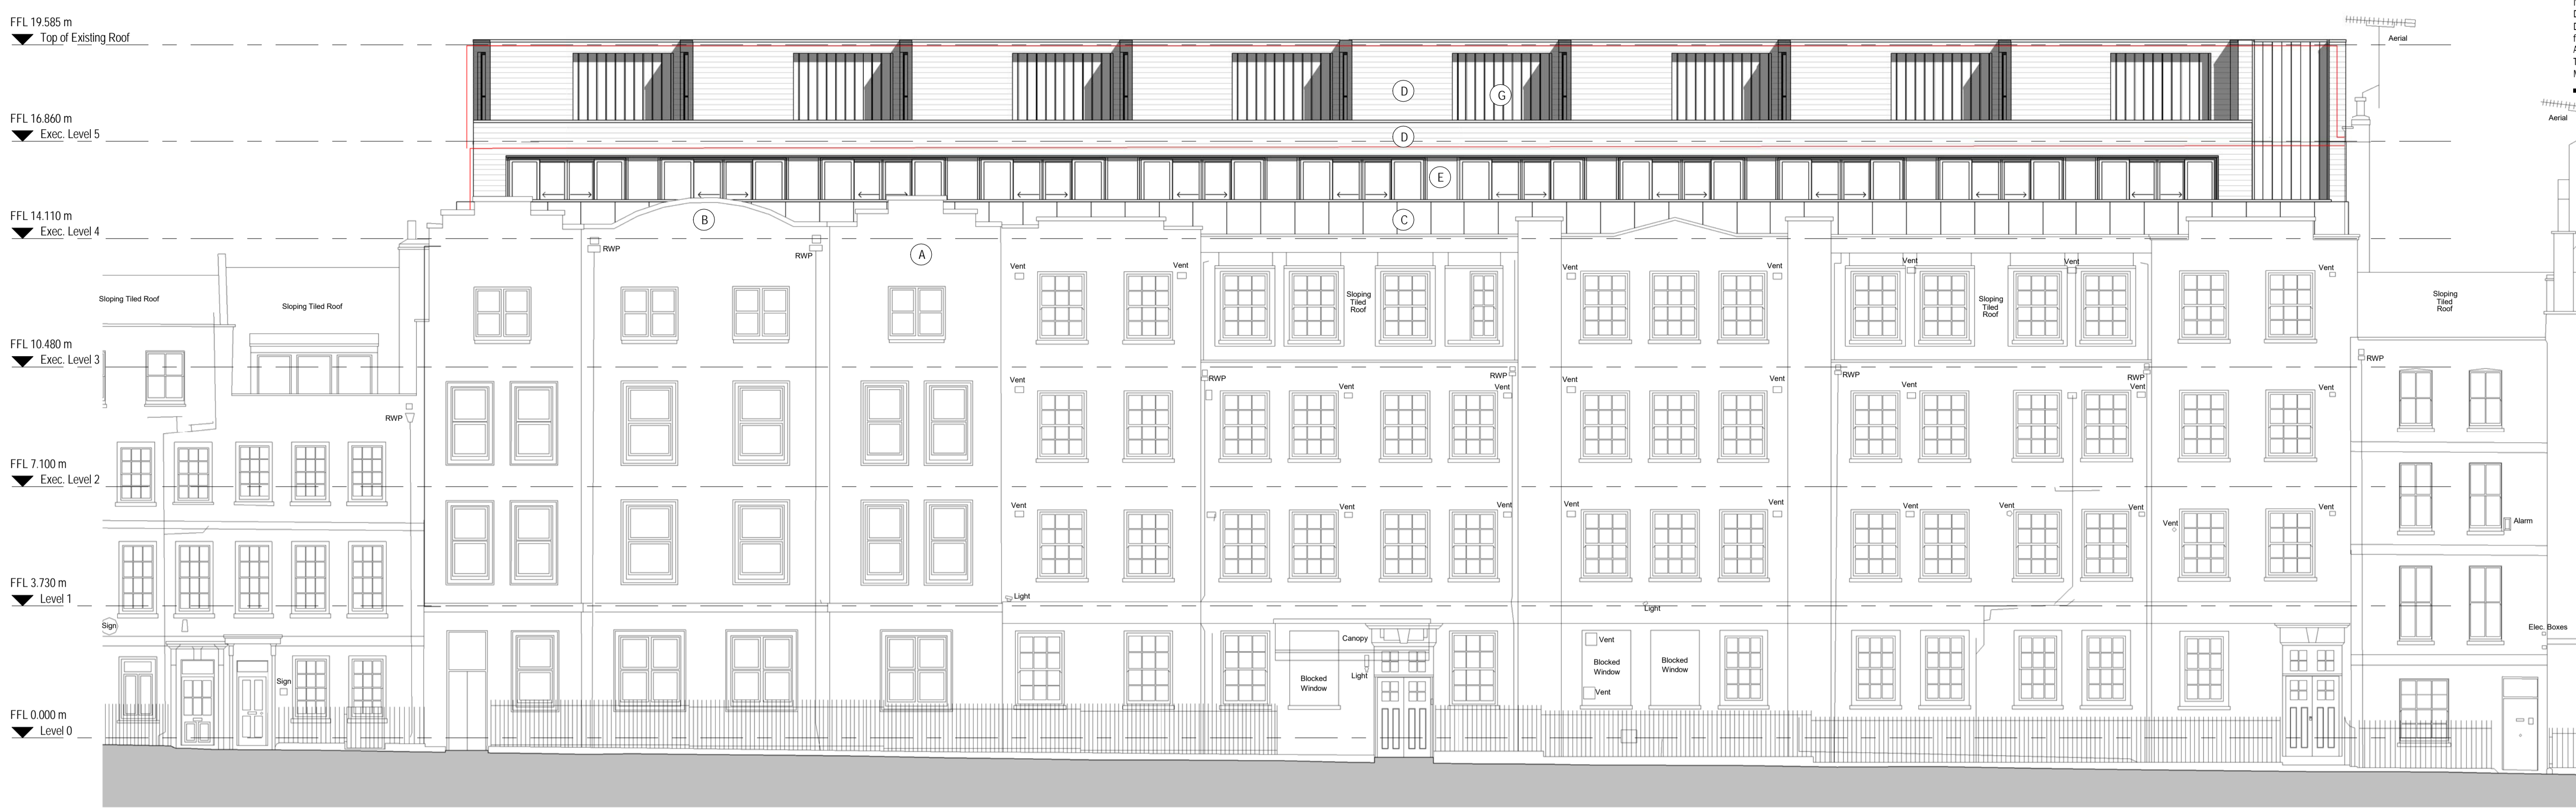 FFL 19.585 m
Top of Existing Roof
Aerial
FFL 16.860 m
Exec. Level 5
Aerial
D
G
D
E
FFL 14.110 m
Exec. Level 4
B
C
A
RWP
RWP
Vent
Vent
Vent
Vent
Vent
Vent
Vent
Sloping Tiled Roof
Sloping Tiled Roof
Sloping
Tiled
Roof
Sloping
Tiled
Roof
Sloping
Tiled
Roof
FFL 10.480 m
Exec. Level 3
RWP
RWP
RWP
RWP
RWP
RWP
Vent
Vent
Vent
Vent
Vent
Vent
Vent
Vent
FFL 7.100 m
Exec. Level 2
Vent
Vent
Vent
Vent
Vent
Vent
Vent
Vent
Vent
Vent
Alarm
FFL 3.730 m
Level 1
Light
Light
Sign
Elec. Boxes
Canopy
Vent
Blocked
Window
Blocked
Window
Sign
Light
Blocked
Window
Vent
FFL 0.000 m
Level 0